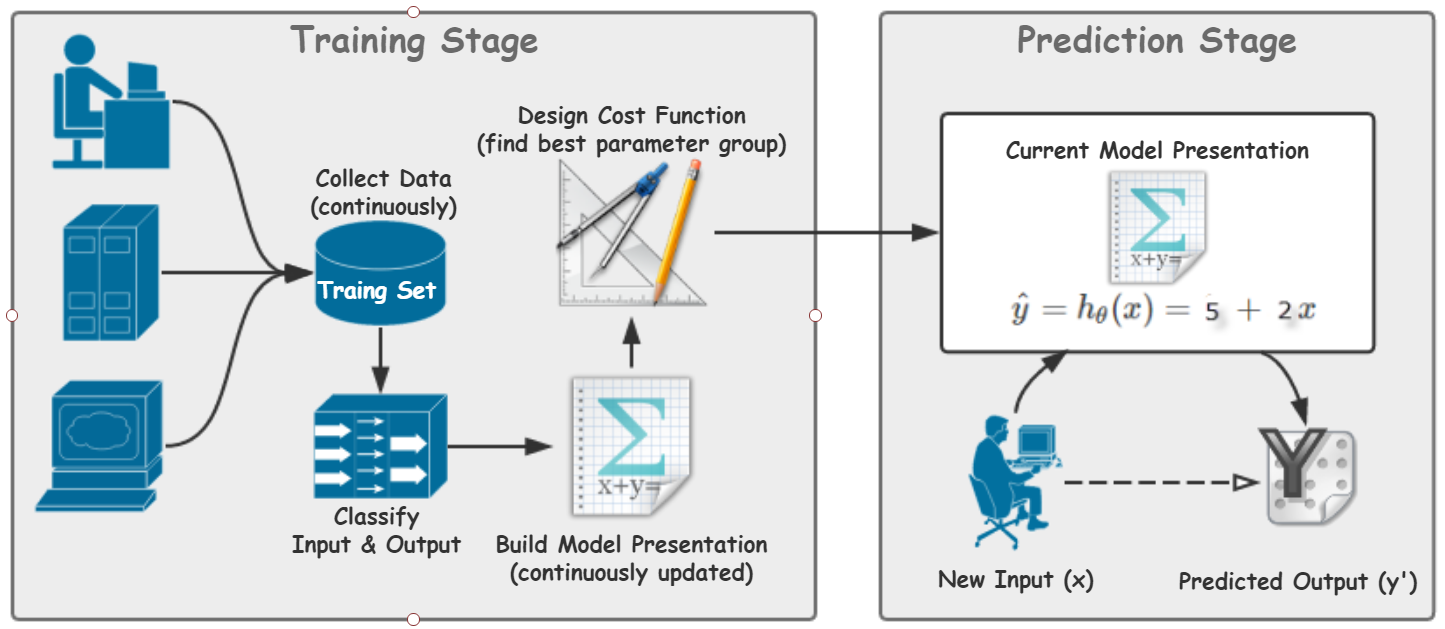 Training Stage
Design Cost Function
(find best parameter group)
Collect Data
(continuously)
Traing Set
Classify
Input & Output
x+y=
Build Model Presentation
(continuously updated)
Prediction Stage
Current Model Presentation
Σ
x+y=
ŷ = hθ(x) = 5 + 2x
Y
New Input (x)
Predicted Output (y')